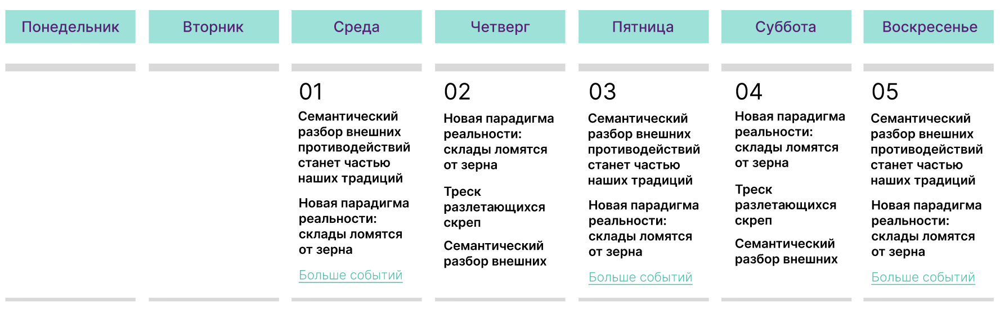 Понедельник
Вторник
Среда
Четверг
Пятница
Суббота
Воскресенье
01
Семантический
разбор внешних
противодействий
станет частью
наших традиций
Новая парадигма
реальности:
склады ломятся
от зерна
Больше событий
02
Новая парадигма
реальности:
склады ломятся
от зерна
Треск
разлетающихся
скреп
Семантический
разбор внешних
03
Семантический
разбор внешних
противодействий
станет частью
наших традиций
Новая парадигма
реальности:
склады ломятся
от зерна
Больше событий
04
Новая парадигма
реальности:
склады ломятся
от зерна
Треск
разлетающихся
скреп
Семантический
разбор внешних
05
Семантический
разбор внешних
противодействий
станет частью
наших традиций
Новая парадигма
реальности:
склады ломятся
от зерна
Больше событий